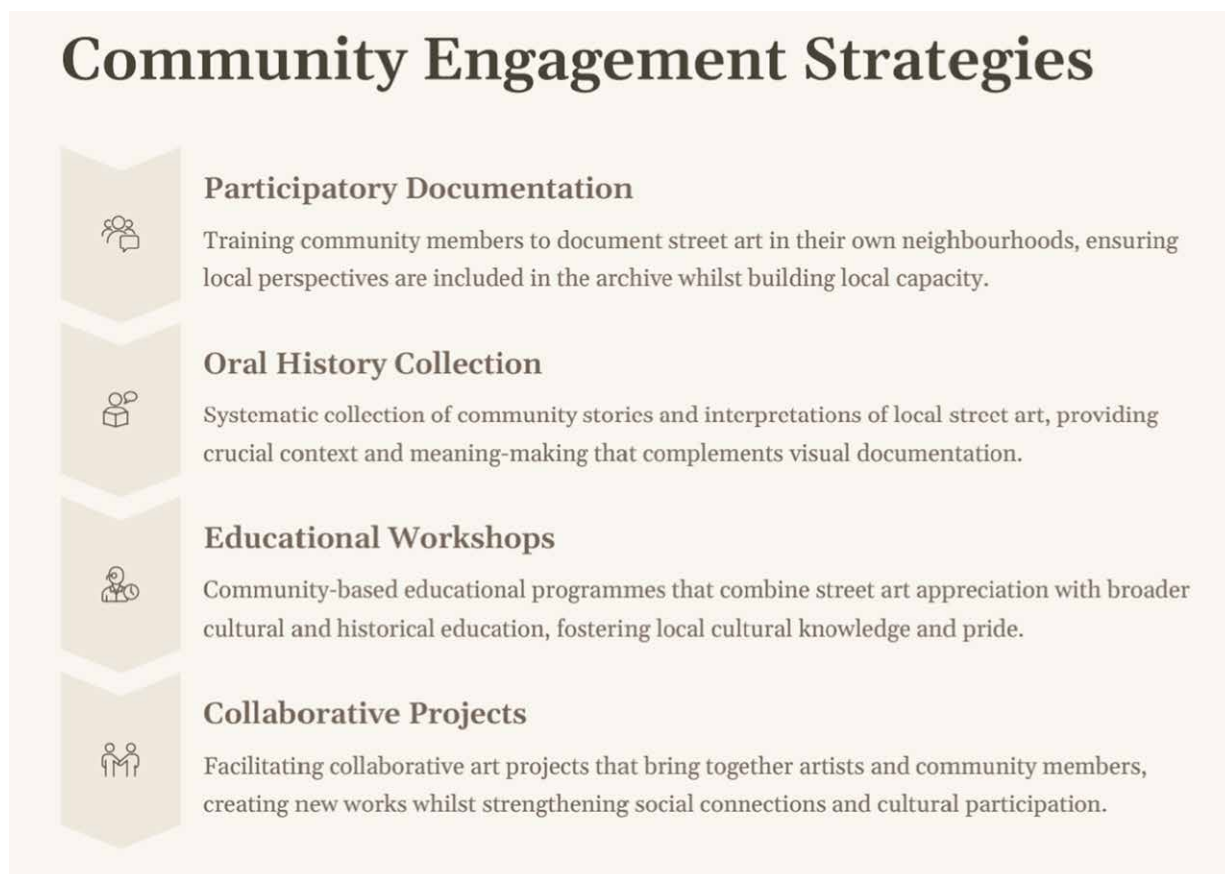 Community Engagement Strategies
Participatory Documentation
Training community members to document street art in their own neighbourhoods, ensuring
local perspectives are included in the archive whilst building local capacity.
Oral History Collection
Systematic collection of community stories and interpretations of local street art, providing
crucial context and meaning-making that complements visual documentation.
Educational Workshops
Community-based educational programmes that combine street art appreciation with broader
cultural and historical education, fostering local cultural knowledge and pride.
Collaborative Projects
Facilitating collaborative art projects that bring together artists and community members,
creating new works whilst strengthening social connections and cultural participation.